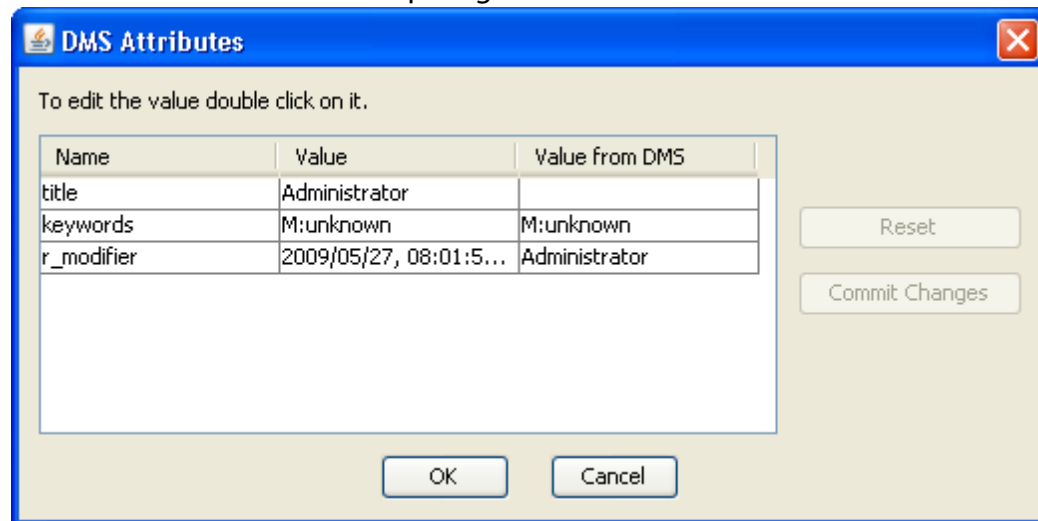 DMS Attributes
To edit the value double click on it.
Name Value Value from DMS
title Administrator
keywords M:unknown M:unknown
r_modifier 2009/05/27, 08:01:5... Administrator
Reset
Commit Changes
OK Cancel